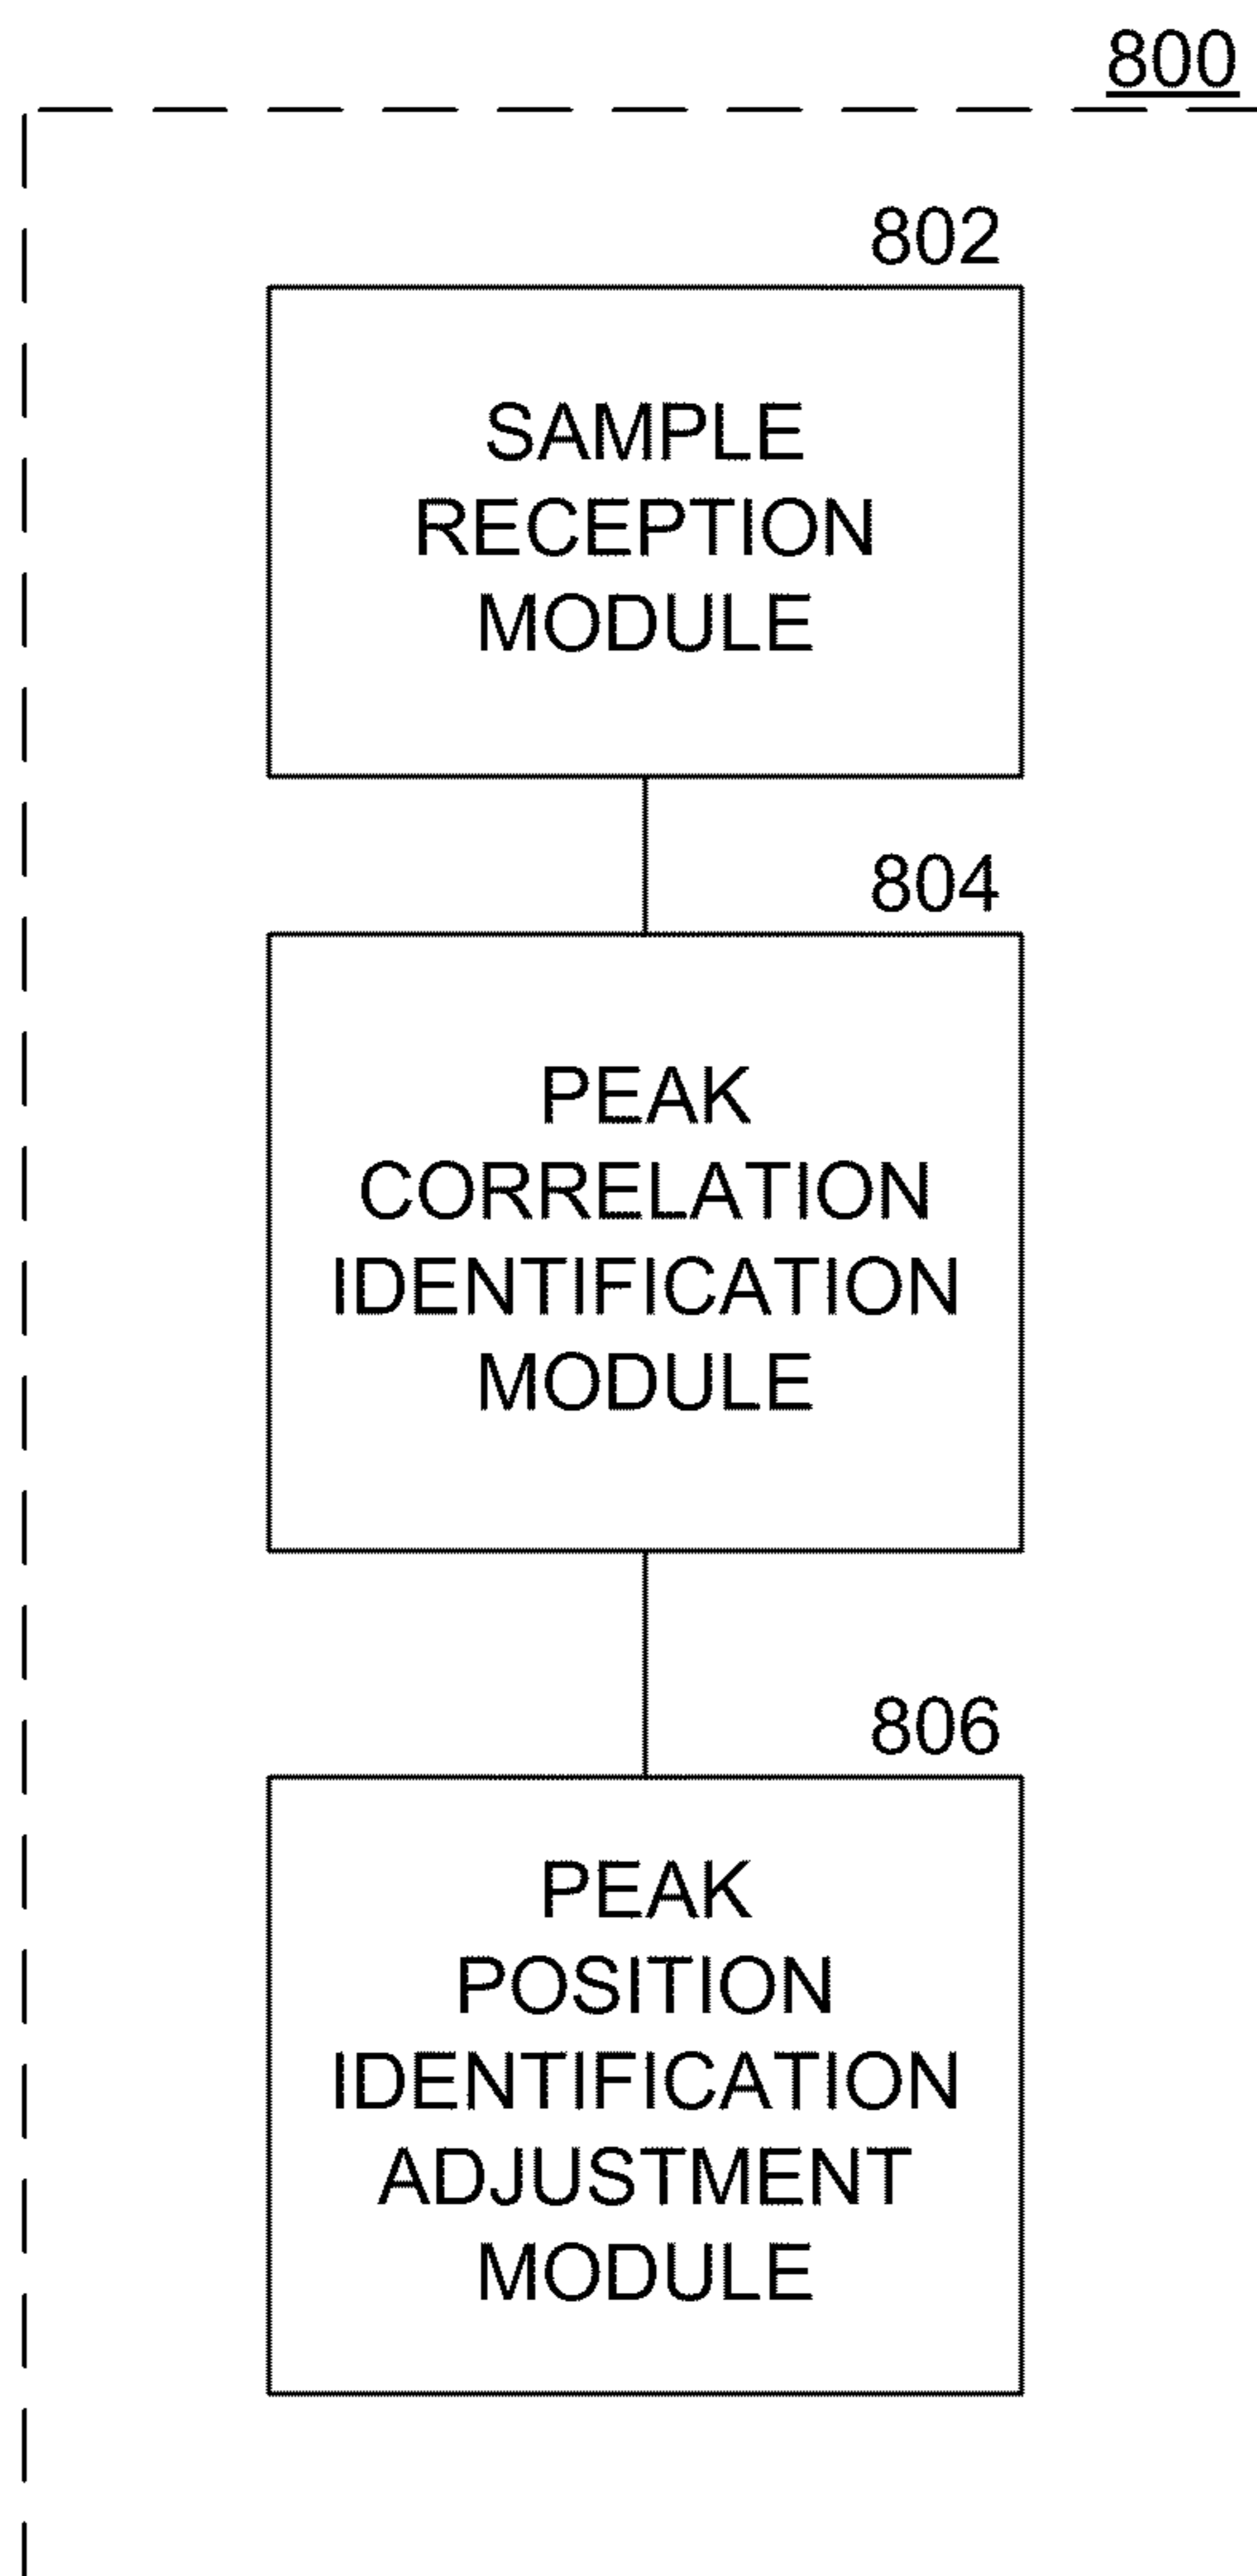 800
802
SAMPLE
RECEPTION
MODULE
804
PEAK
CORRELATION
IDENTIFICATION
MODULE
806
PEAK
POSITION
IDENTIFICATION
ADJUSTMENT
MODULE